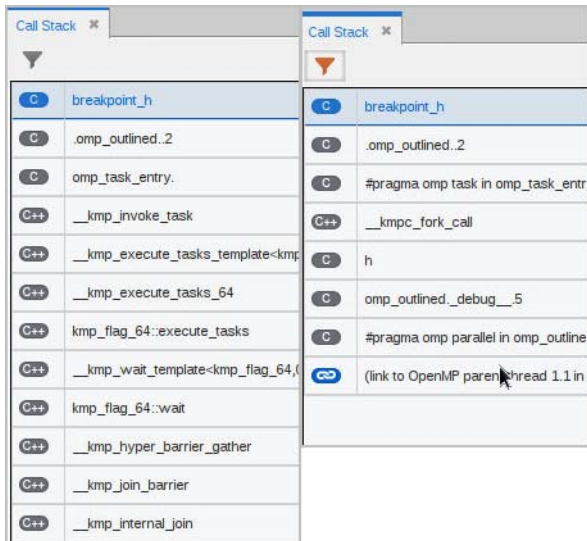 Call Stack
C breakpoint_h
C .omp_outlined..2
C omp_task_entry.
C++ __kmp_invoke_task
C++ __kmp_execute_tasks_template<kmp
C++ __kmp_execute_tasks_64
C++ kmp_flag_64::execute_tasks
C++ __kmp_wait_template<kmp_flag_64,(
C++ kmp_flag_64::wait
C++ __kmp_hyper_barrier_gather
C++ __kmp_join_barrier
C++ __kmp_internal_join
Call Stack
C breakpoint_h
C .omp_outlined..2
C #pragma omp task in omp_task_entr
C++ __kmpc_fork_call
C h
C omp_outlined._debug__.5
C #pragma omp parallel in omp_outline
(link to OpenMP paren thread 1.1 in